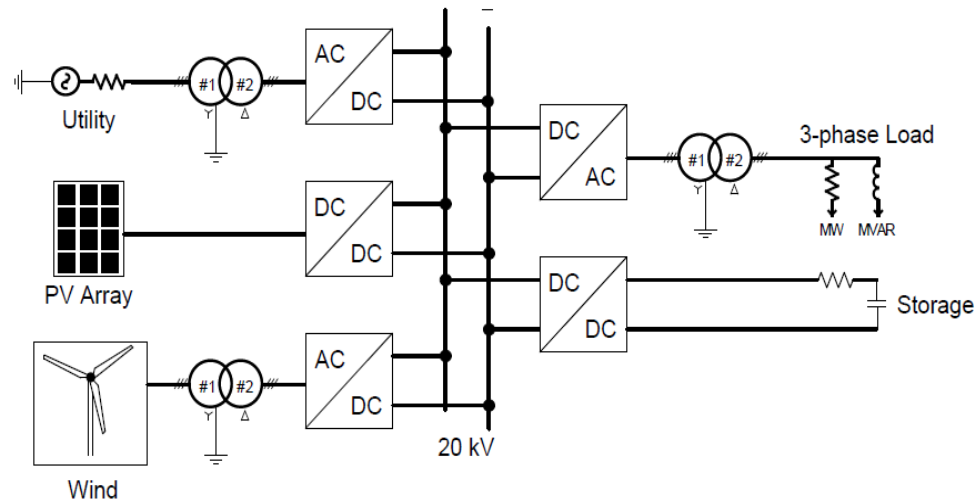 Utility
#1 #2
Y Δ
AC
DC
PV Array
DC
DC
Wind
#1 #2
Y Δ
AC
DC
–
20 kV
DC
AC
#1 #2
Y Δ
3-phase Load
MW MVAR
DC
DC
Storage